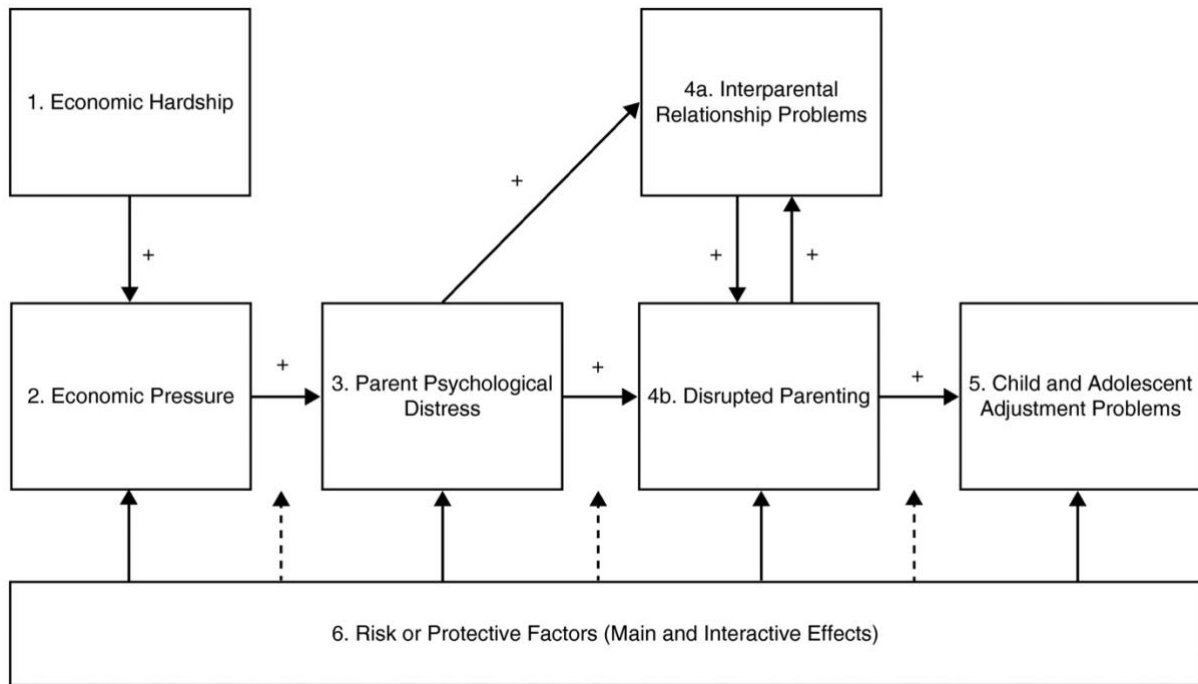 1. Economic Hardship
4a. Interparental
Relationship Problems
+
+
+
+
2. Economic Pressure
+
3. Parent Psychological
Distress
+
4b. Disrupted Parenting
+
5. Child and Adolescent
Adjustment Problems
6. Risk or Protective Factors (Main and Interactive Effects)